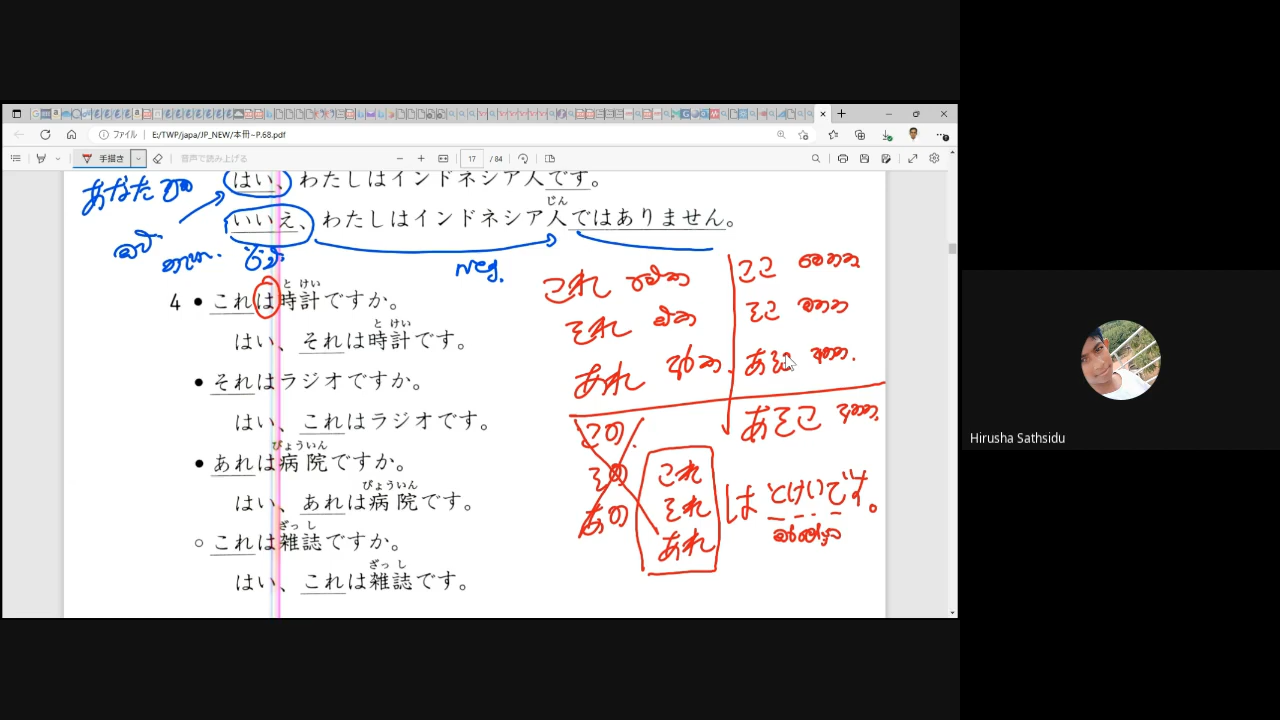 ファイル E:/TWP/japa/JP_NEW/本冊-P.68.pdf
手描き 音声で読み上げる 17 / 84
はい、わたしはインドネシア人です。
あなた
じん
いいえ、わたしはインドネシア人ではありません。
neg.
と けい
4 ● これは時計ですか。
と けい
はい、それは時計です。
● それはラジオですか。
はい、これはラジオです。
びょういん
● あれは病院ですか。
びょういん
はい、あれは病院です。
ざっ し
○ これは雑誌ですか。
ざっ し
はい、これは雑誌です。
これ
それ
あれ
ここ
そこ
あそこ
この
その
あの
これ
それ
あれ
は とけいです。
Hirusha Sathsidu